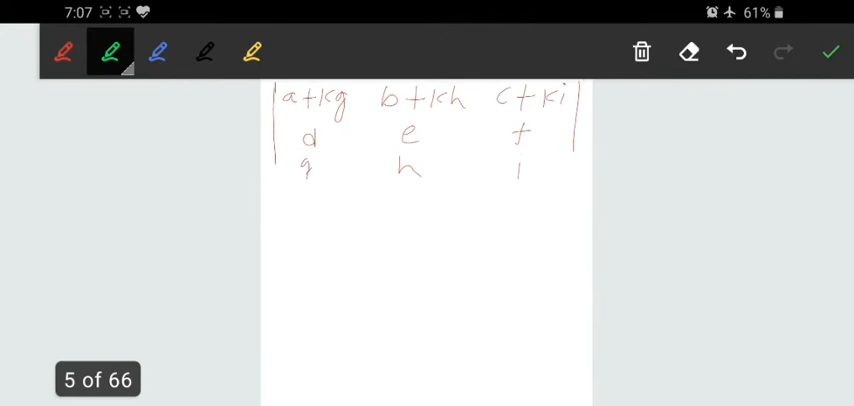 7:07 61%
a+kg b+kh c+ki
d e f
g h i
5 of 66